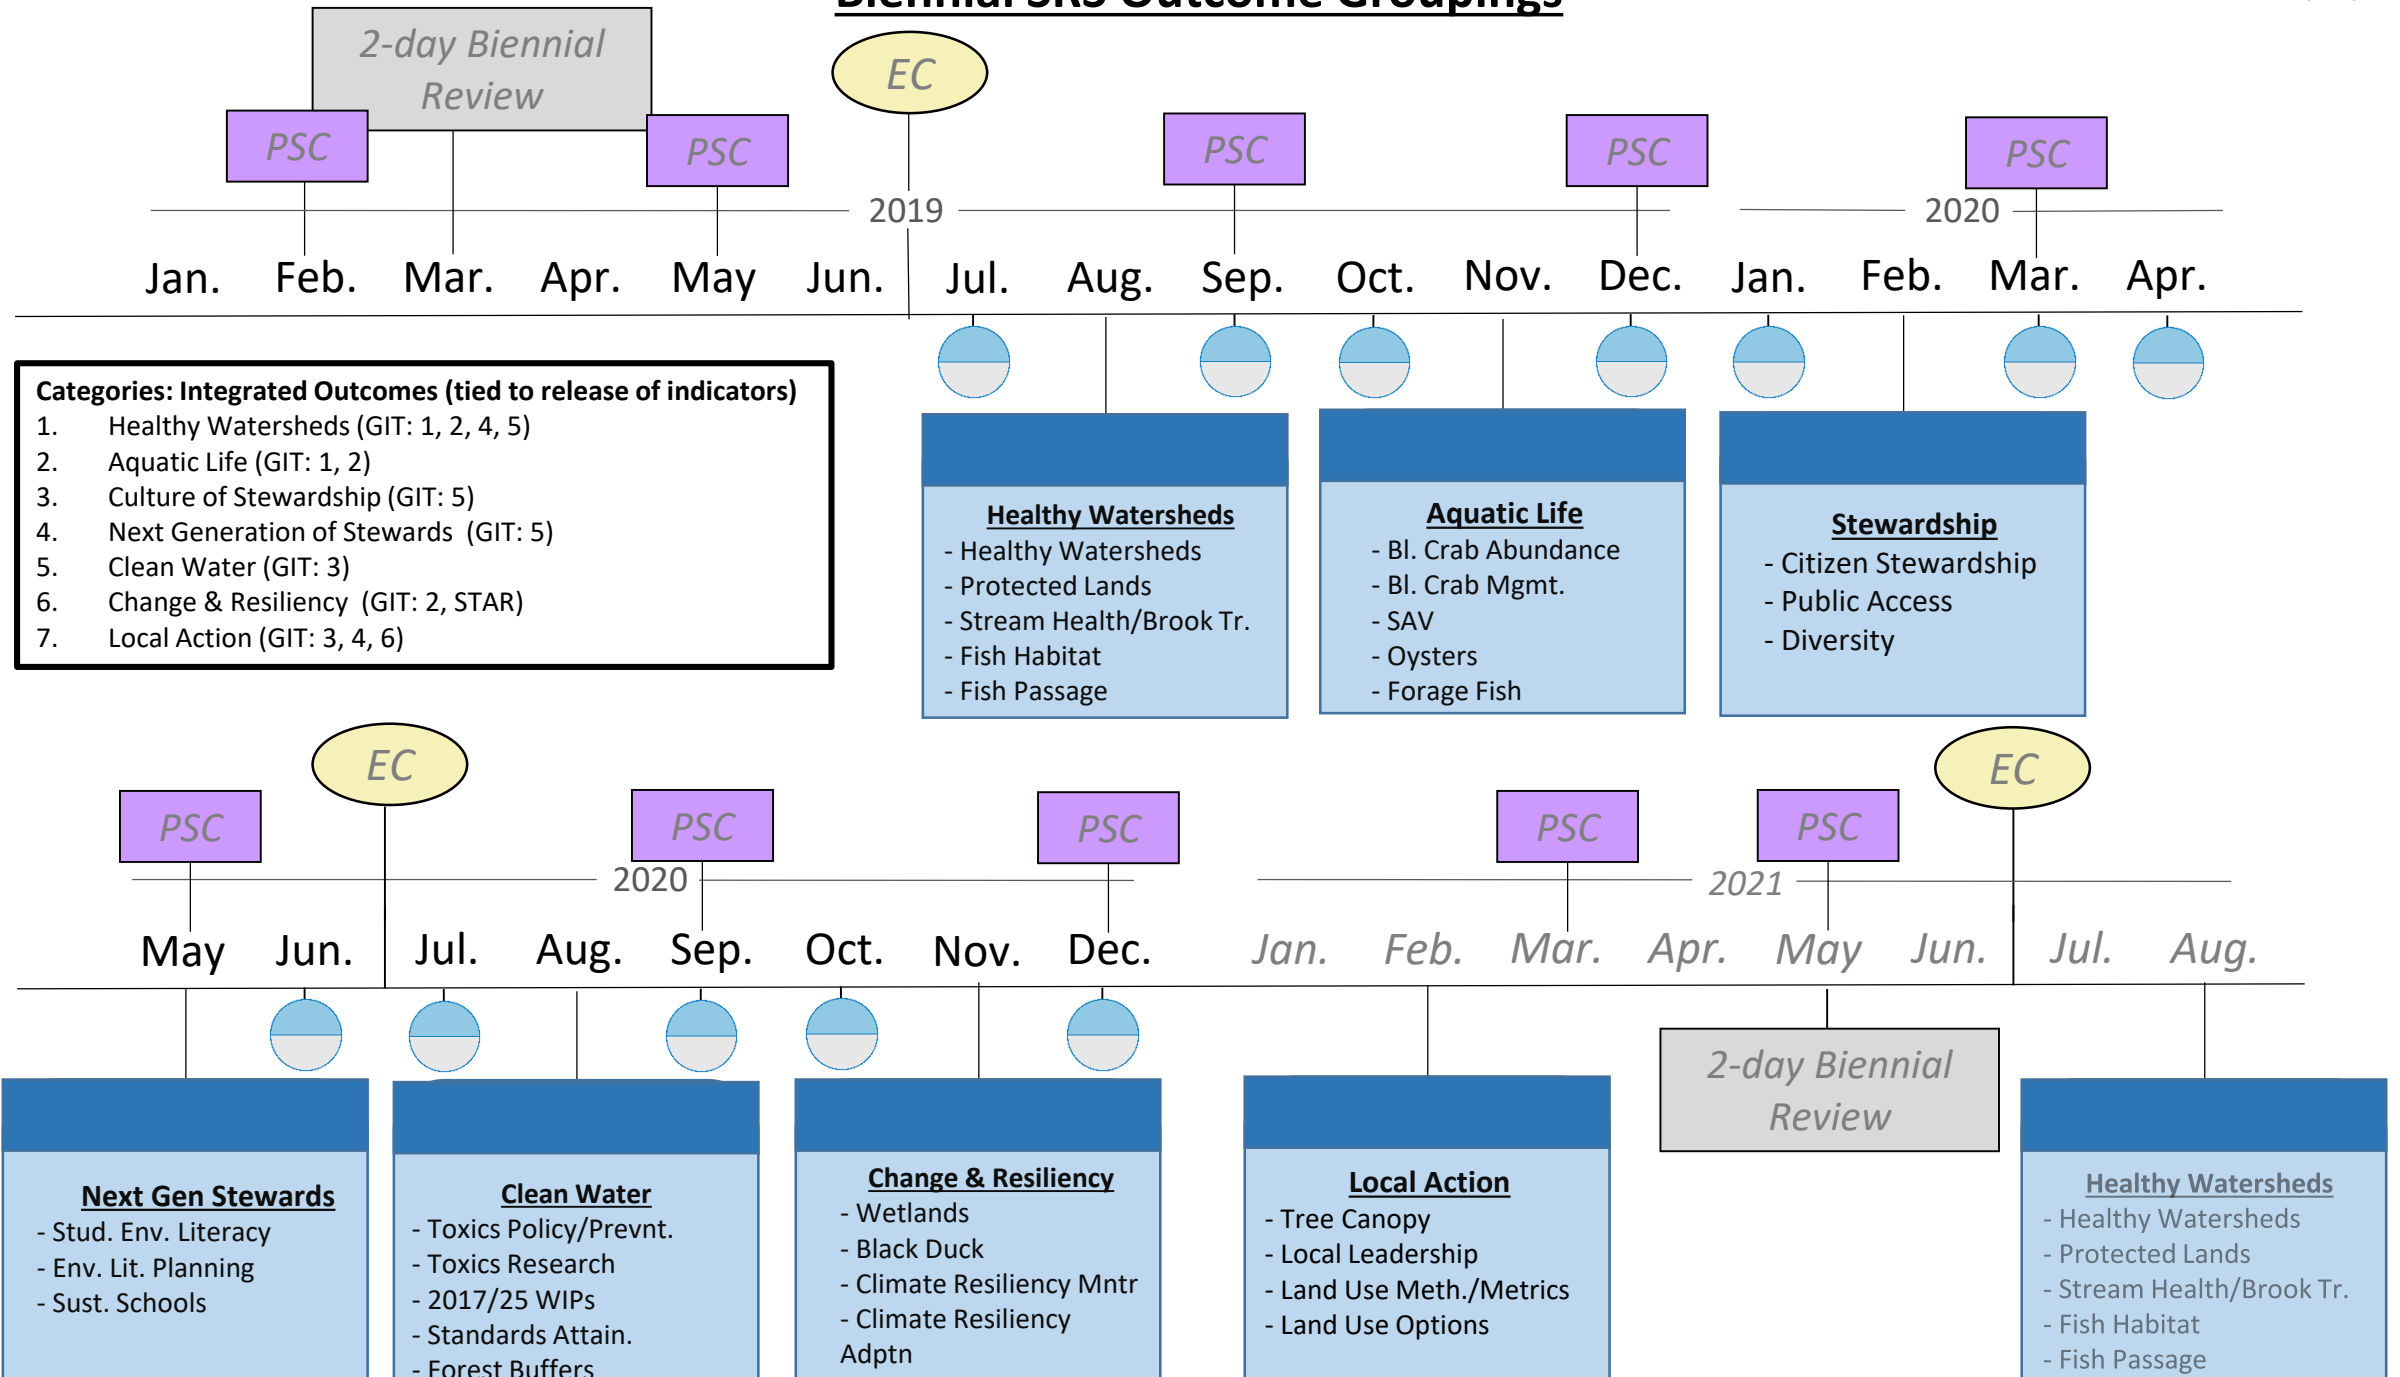 Biennial SRS Outcome Groupings
2-day Biennial
Review
EC
PSC
PSC
PSC
PSC
PSC
2019
2020
Jan. Feb. Mar. Apr. May Jun. Jul. Aug. Sep. Oct. Nov. Dec. Jan. Feb. Mar. Apr.
Categories: Integrated Outcomes (tied to release of indicators)
1. Healthy Watersheds (GIT: 1, 2, 4, 5)
2. Aquatic Life (GIT: 1, 2)
3. Culture of Stewardship (GIT: 5)
4. Next Generation of Stewards (GIT: 5)
5. Clean Water (GIT: 3)
6. Change & Resiliency (GIT: 2, STAR)
7. Local Action (GIT: 3, 4, 6)
Healthy Watersheds
- Healthy Watersheds
- Protected Lands
- Stream Health/Brook Tr.
- Fish Habitat
- Fish Passage
Aquatic Life
- Bl. Crab Abundance
- Bl. Crab Mgmt.
- SAV
- Oysters
- Forage Fish
Stewardship
- Citizen Stewardship
- Public Access
- Diversity
EC
EC
PSC
PSC
PSC
PSC
PSC
2020
2021
May Jun. Jul. Aug. Sep. Oct. Nov. Dec. Jan. Feb. Mar. Apr. May Jun. Jul. Aug.
2-day Biennial
Review
Next Gen Stewards
- Stud. Env. Literacy
- Env. Lit. Planning
- Sust. Schools
Clean Water
- Toxics Policy/Prevnt.
- Toxics Research
- 2017/25 WIPs
- Standards Attain.
- Forest Buffers
Change & Resiliency
- Wetlands
- Black Duck
- Climate Resiliency Mntr
- Climate Resiliency
Adptn
Local Action
- Tree Canopy
- Local Leadership
- Land Use Meth./Metrics
- Land Use Options
Healthy Watersheds
- Healthy Watersheds
- Protected Lands
- Stream Health/Brook Tr.
- Fish Habitat
- Fish Passage